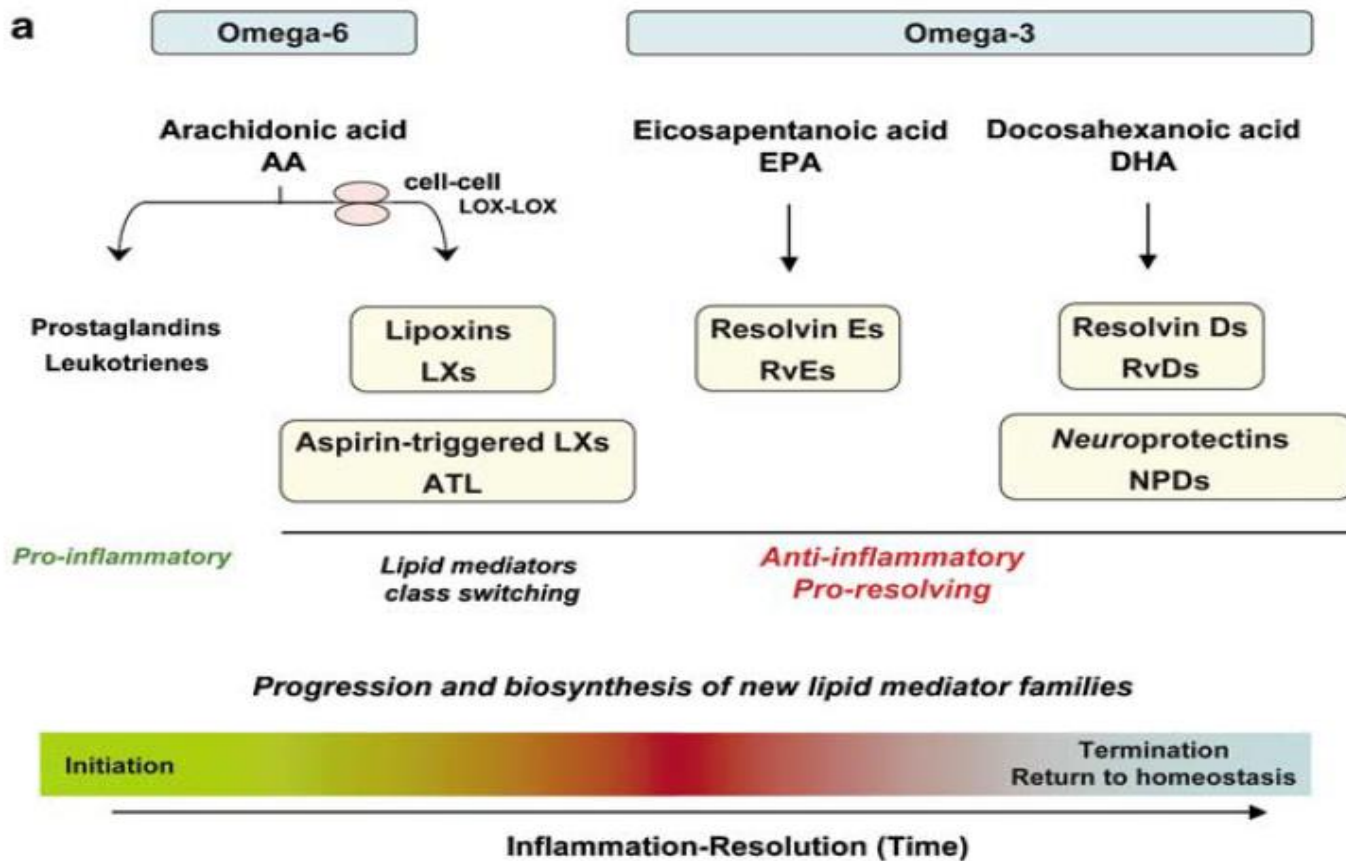 a
Omega-6
Omega-3
Arachidonic acid
AA
cell-cell
LOX-LOX
Eicosapentanoic acid
EPA
Docosahexanoic acid
DHA
Prostaglandins
Leukotrienes
Lipoxins
LXs
Resolvin Es
RvEs
Resolvin Ds
RvDs
Aspirin-triggered LXs
ATL
Neuroprotectins
NPDs
Pro-inflammatory
Lipid mediators
class switching
Anti-inflammatory
Pro-resolving
Progression and biosynthesis of new lipid mediator families
Initiation
Termination
Return to homeostasis
Inflammation-Resolution (Time)